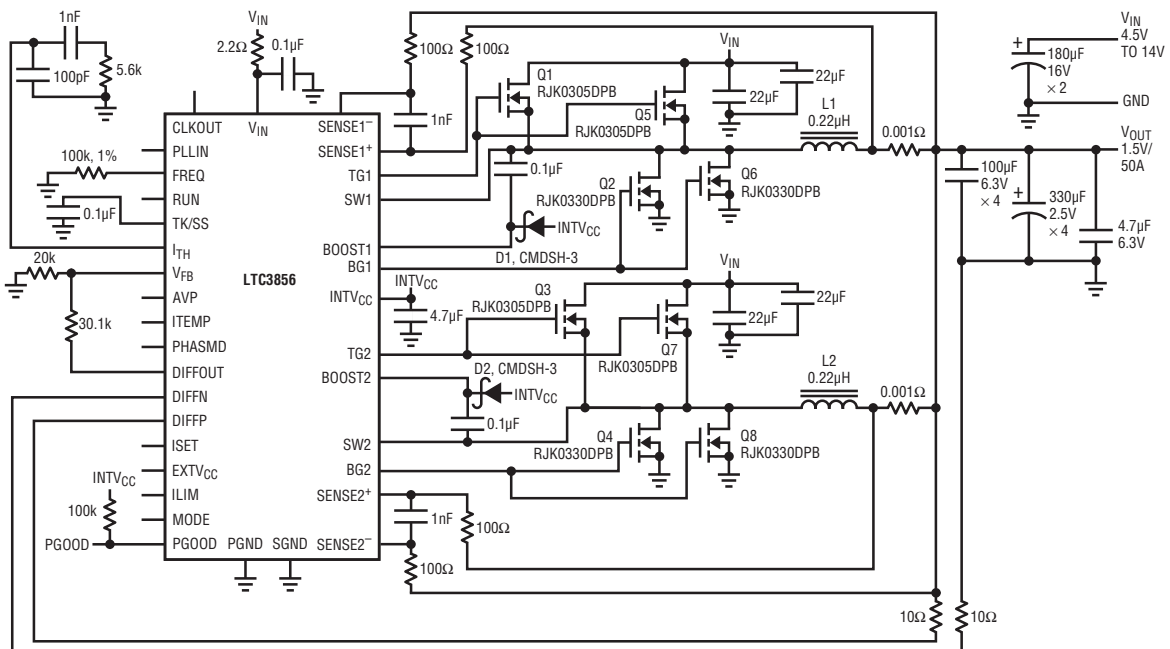 1nF
100pF
5.6k
VIN
2.2Ω
0.1µF
100Ω
100Ω
1nF
VIN
Q1
RJK0305DPB
Q5
RJK0305DPB
22µF
22µF
L1
0.22µH
0.001Ω
180µF
16V
× 2
VIN
4.5V
TO 14V
GND
VOUT
1.5V/
50A
100µF
6.3V
× 4
330µF
2.5V
× 4
4.7µF
6.3V
Q2
RJK0330DPB
Q6
RJK0330DPB
0.1µF
INTVCC
D1, CMDSH-3
100k, 1%
0.1µF
20k
30.1k
INTVCC
100k
PGOOD
LTC3856
CLKOUT
PLLIN
FREQ
RUN
TK/SS
ITH
VFB
AVP
ITEMP
PHASMD
DIFFOUT
DIFFN
DIFFP
ISET
EXTVCC
ILIM
MODE
PGOOD
PGND
SGND
VIN
SENSE1–
SENSE1+
TG1
SW1
BOOST1
BG1
INTVCC
TG2
BOOST2
SW2
BG2
SENSE2+
SENSE2–
INTVCC
4.7µF
VIN
Q3
RJK0305DPB
Q7
RJK0305DPB
22µF
22µF
D2, CMDSH-3
INTVCC
0.1µF
L2
0.22µH
0.001Ω
Q4
RJK0330DPB
Q8
RJK0330DPB
1nF
100Ω
100Ω
10Ω
10Ω